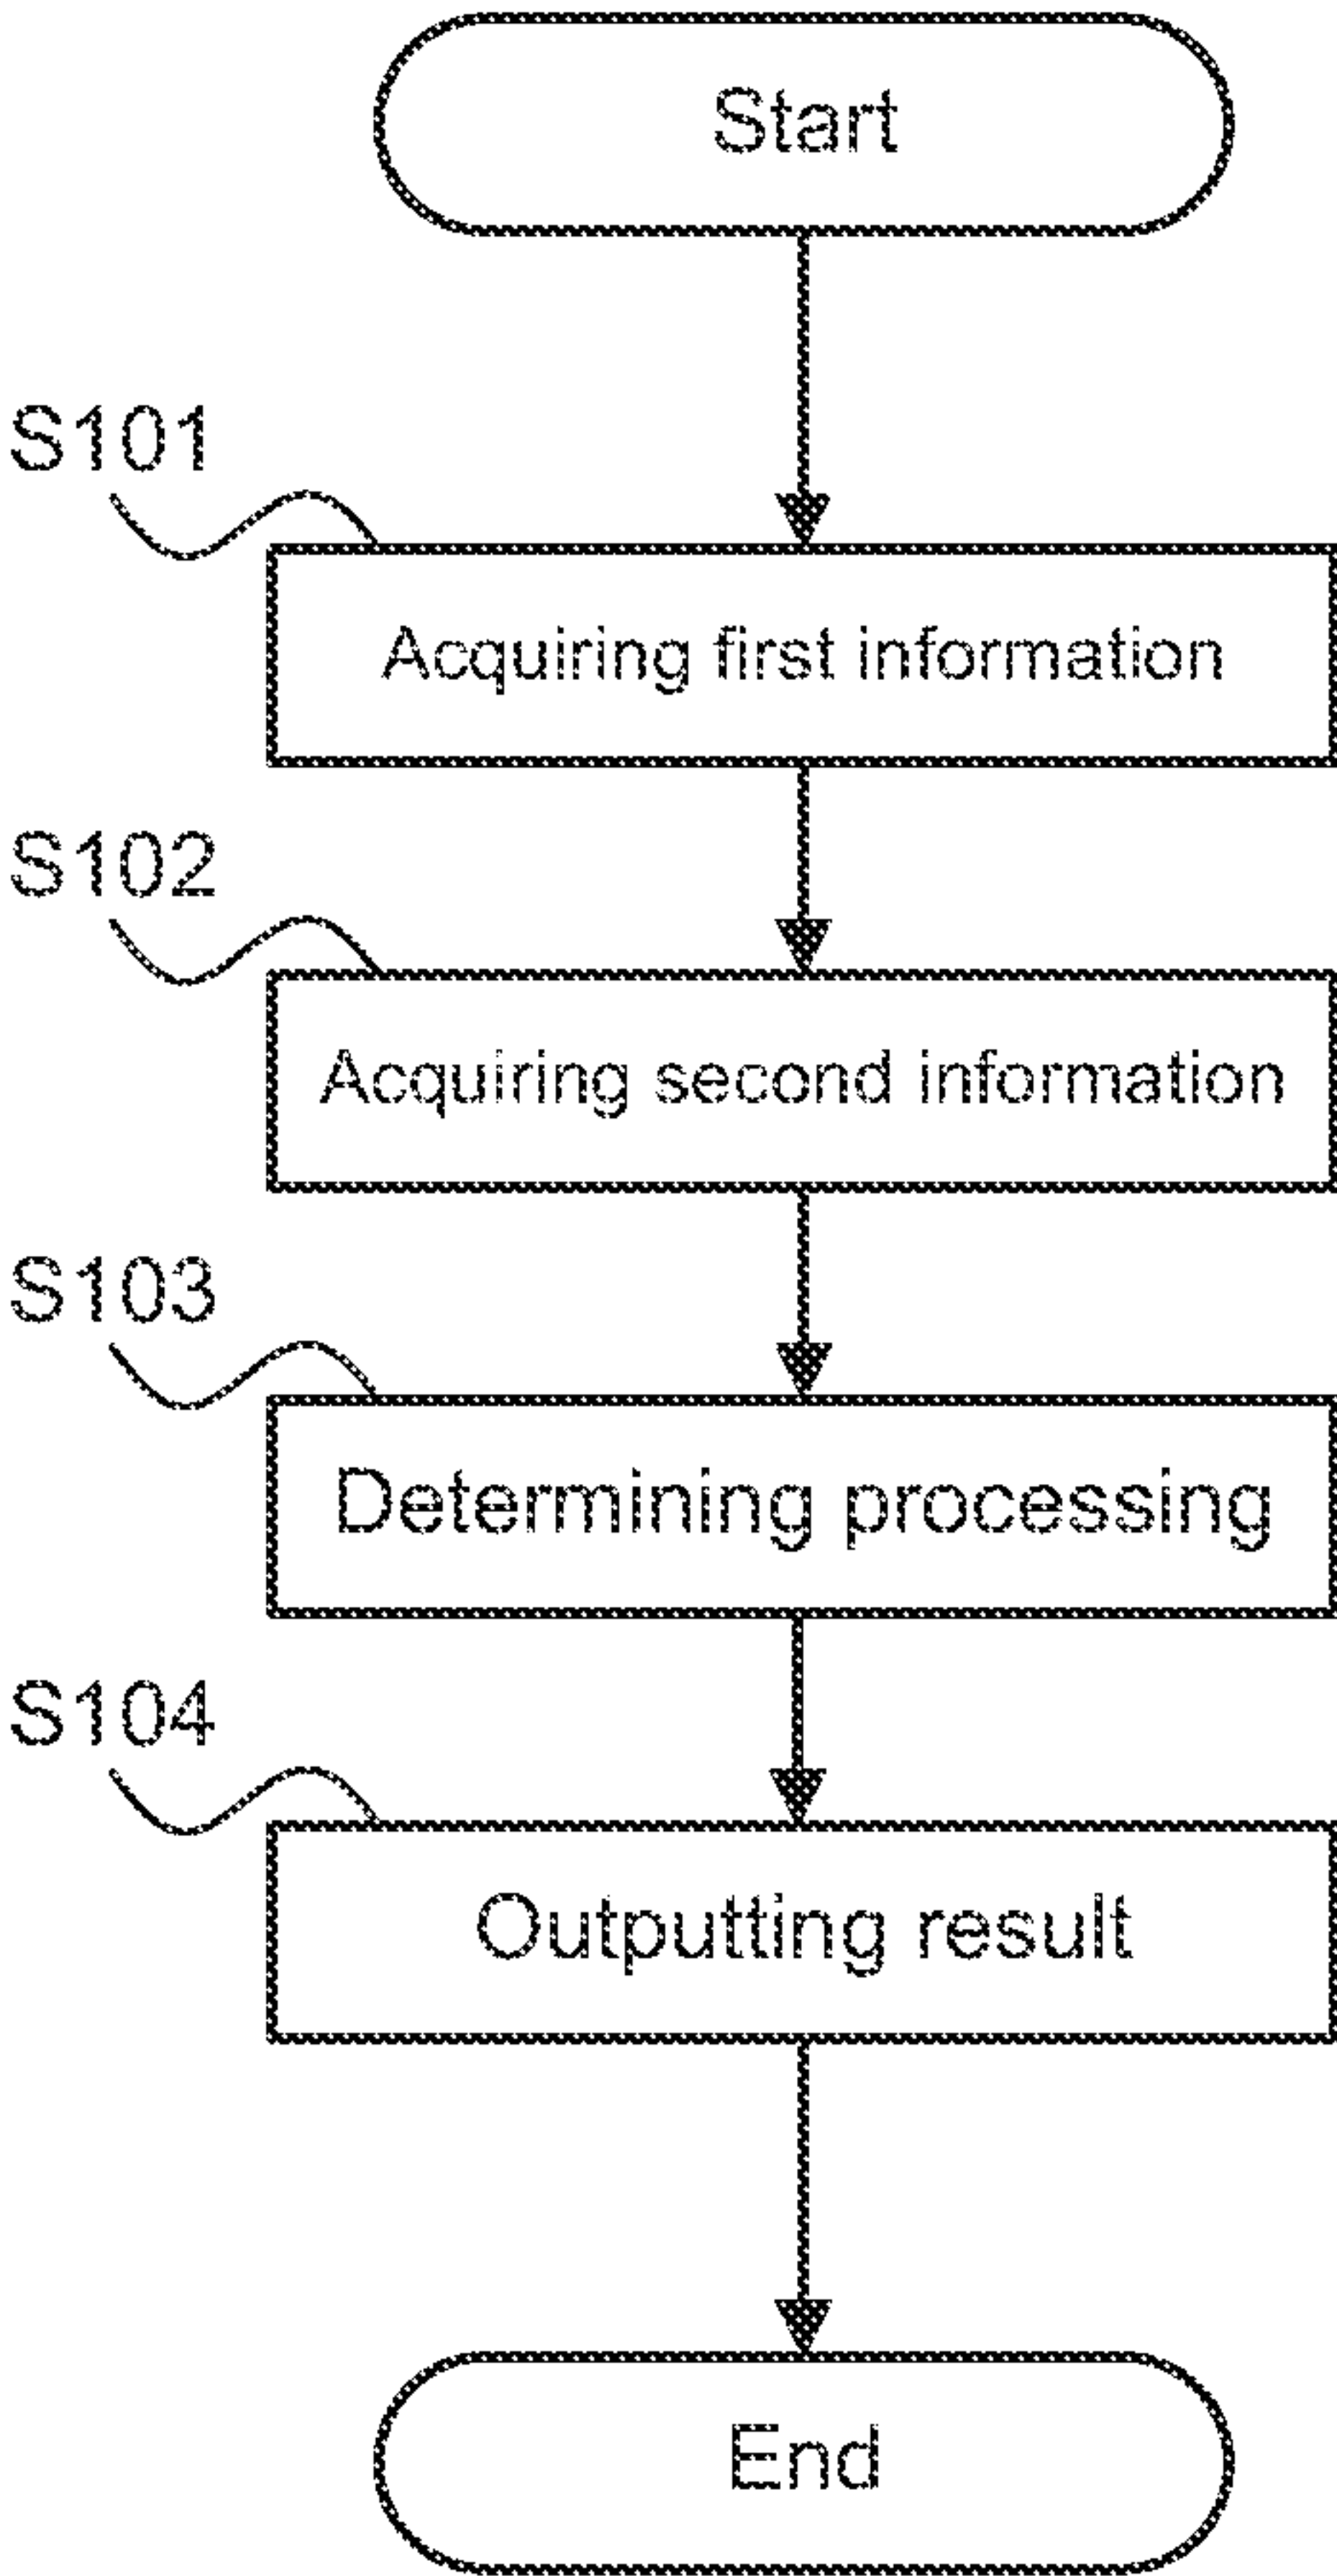 Start
S101
Acquiring first information
S102
Acquiring second information
S103
Determining processing
S104
Outputting result
End